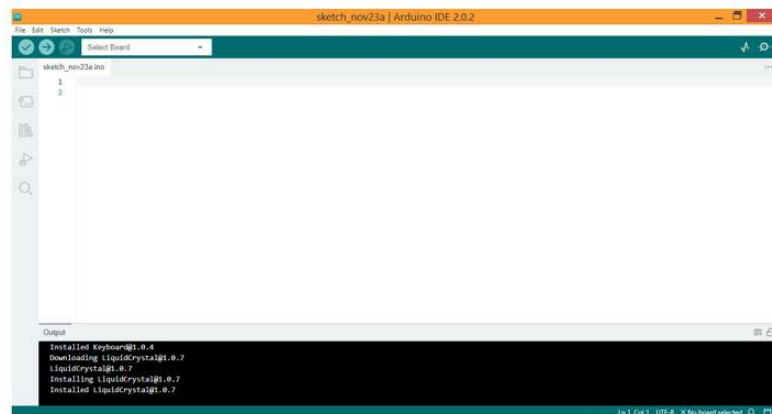 sketch_nov23a | Arduino IDE 2.0.2
File Edit Sketch Tools Help
Select Board
sketch_nov23a.ino
1
2
Output
Installed Keyboard@1.0.4
Downloading LiquidCrystal@1.0.7
LiquidCrystal@1.0.7
Installing LiquidCrystal@1.0.7
Installed LiquidCrystal@1.0.7
Ln 1, Col 1 UTF-8 X No board selected